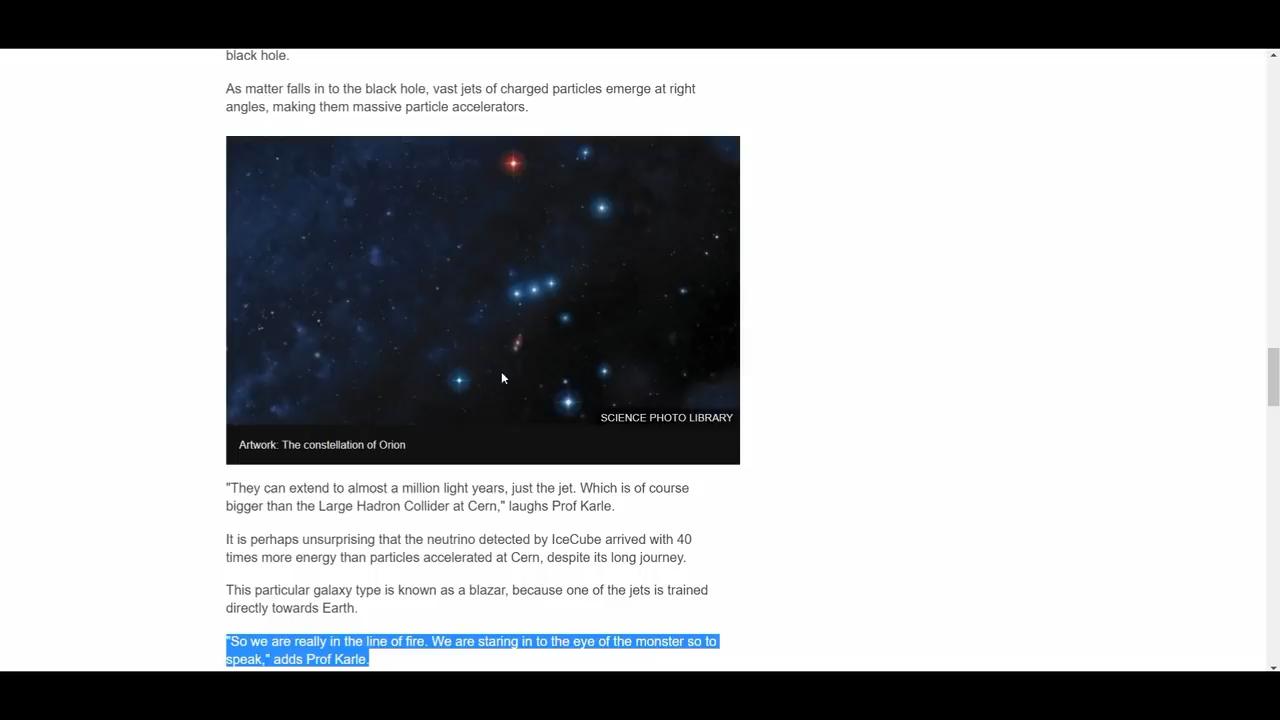 black hole.
As matter falls in to the black hole, vast jets of charged particles emerge at right
angles, making them massive particle accelerators.
SCIENCE PHOTO LIBRARY
Artwork: The constellation of Orion
"They can extend to almost a million light years, just the jet. Which is of course
bigger than the Large Hadron Collider at Cern," laughs Prof Karle.
It is perhaps unsurprising that the neutrino detected by IceCube arrived with 40
times more energy than particles accelerated at Cern, despite its long journey.
This particular galaxy type is known as a blazar, because one of the jets is trained
directly towards Earth.
"So we are really in the line of fire. We are staring in to the eye of the monster so to
speak," adds Prof Karle.